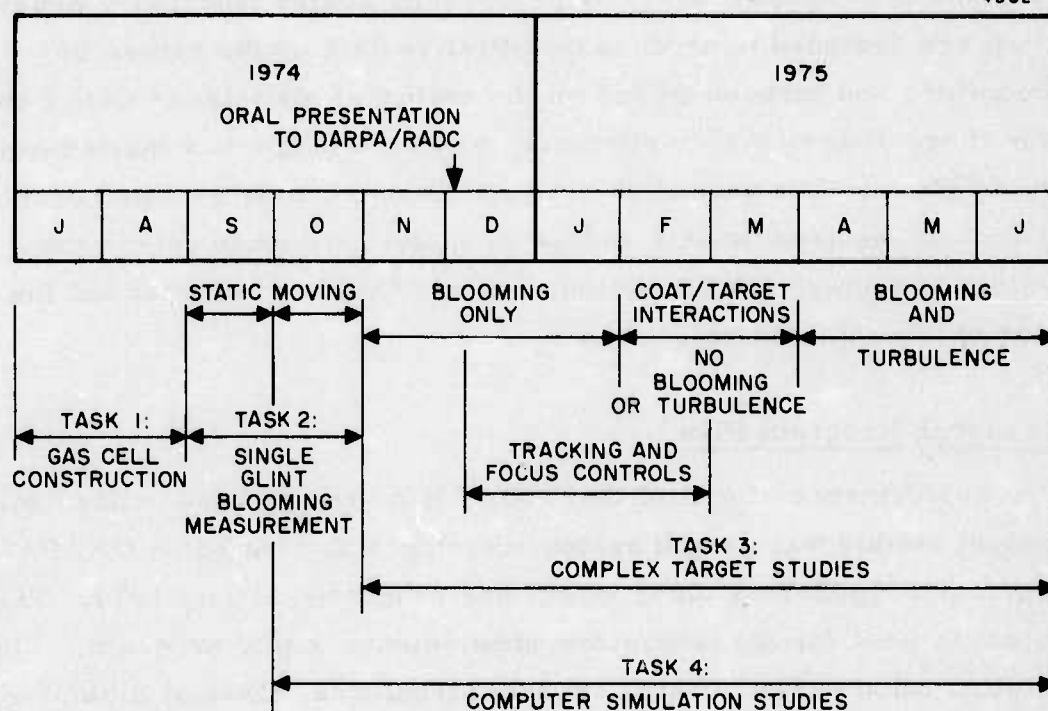 1974
1975
ORAL PRESENTATION
TO DARPA/RADC
J A S O N D J F M A M J
STATIC MOVING
BLOOMING
ONLY
COAT/TARGET
INTERACTIONS
NO
BLOOMING
OR TURBULENCE
BLOOMING
AND
TURBULENCE
TASK 1:
GAS CELL
CONSTRUCTION
TASK 2:
SINGLE
GLINT
BLOOMING
MEASUREMENT
TRACKING AND
FOCUS CONTROLS
TASK 3:
COMPLEX TARGET STUDIES
TASK 4:
COMPUTER SIMULATION STUDIES